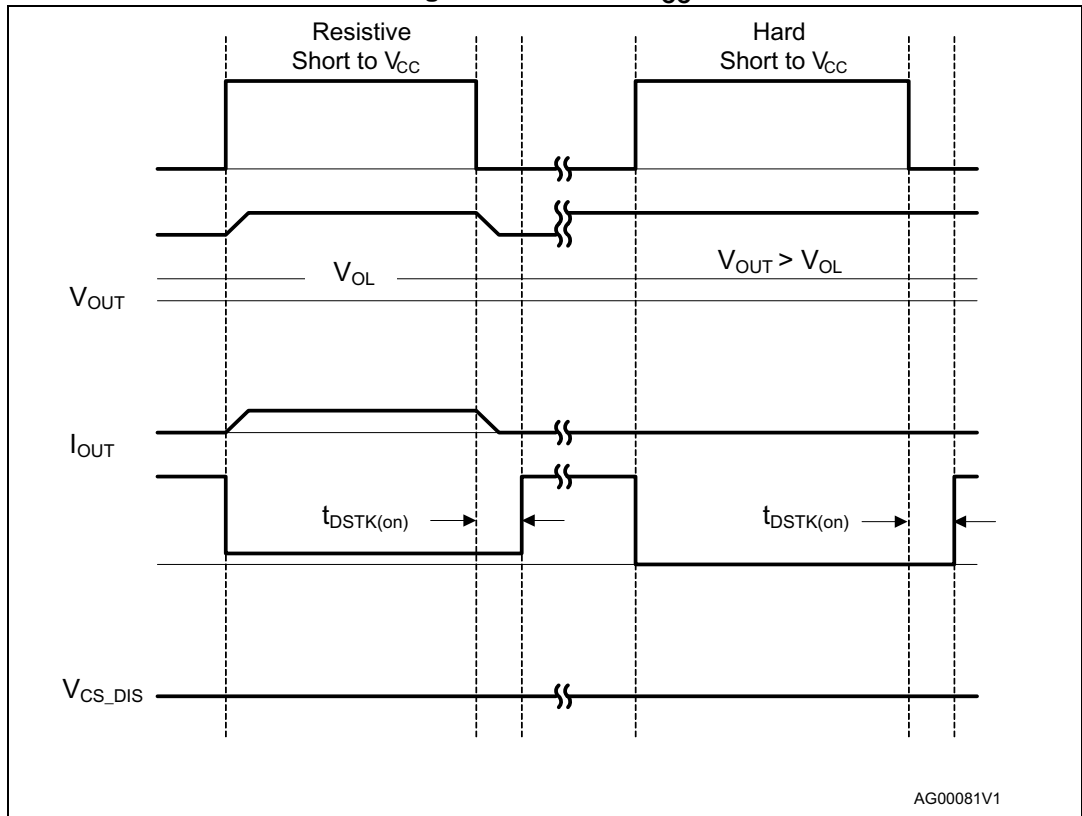 Resistive
Short to VCC
Hard
Short to VCC
VOL
VOUT > VOL
VOUT
IOUT
tDSTK(on)
tDSTK(on)
VCS_DIS
AG00081V1